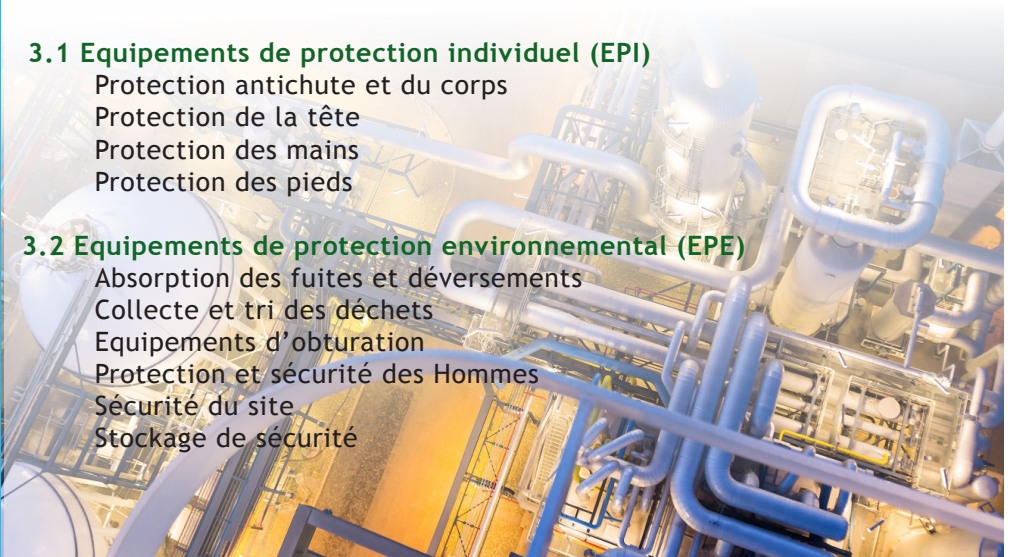 3.1 Equipements de protection individuel (EPI)
Protection antichute et du corps
Protection de la tête
Protection des mains
Protection des pieds
3.2 Equipements de protection environnemental (EPE)
Absorption des fuites et déversements
Collecte et tri des déchets
Equipements d’obturation
Protection et sécurité des Hommes
Sécurité du site
Stockage de sécurité